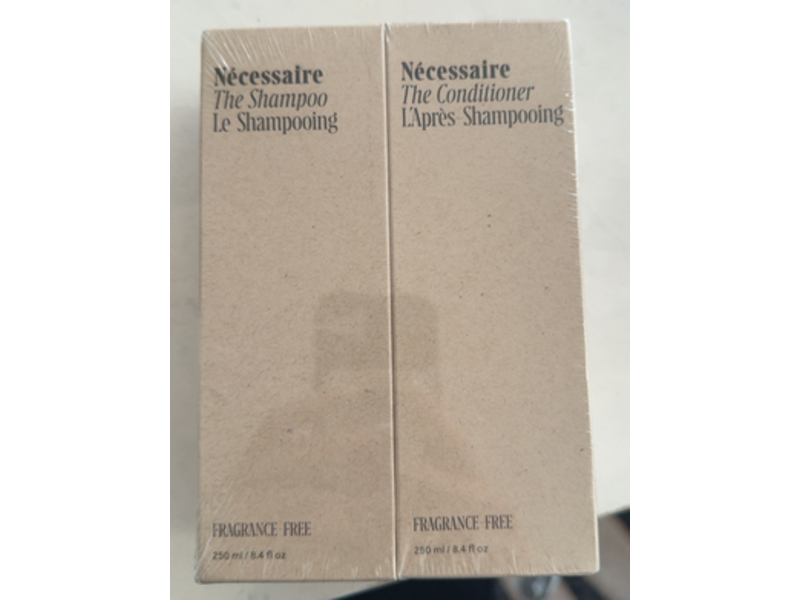 Nécessaire
The Shampoo
Le Shampooing
FRAGRANCE FREE
250 ml / 8.4 fl oz
Nécessaire
The Conditioner
L'Après-Shampooing
FRAGRANCE FREE
250 ml / 8.4 fl oz